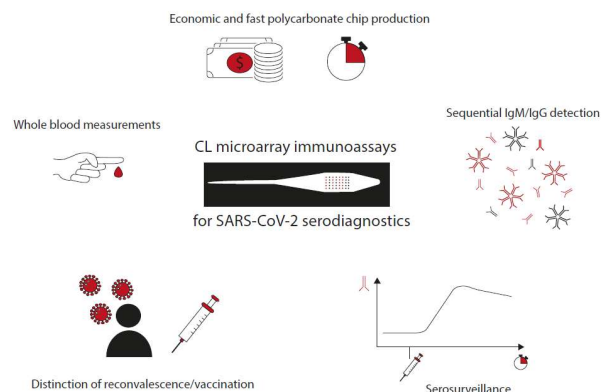 Economic and fast polycarbonate chip production
$
Whole blood measurements
Sequential IgM/IgG detection
CL microarray immunoassays
for SARS-CoV-2 serodiagnostics
Distinction of reconvalescence/vaccination
Serosurveillance